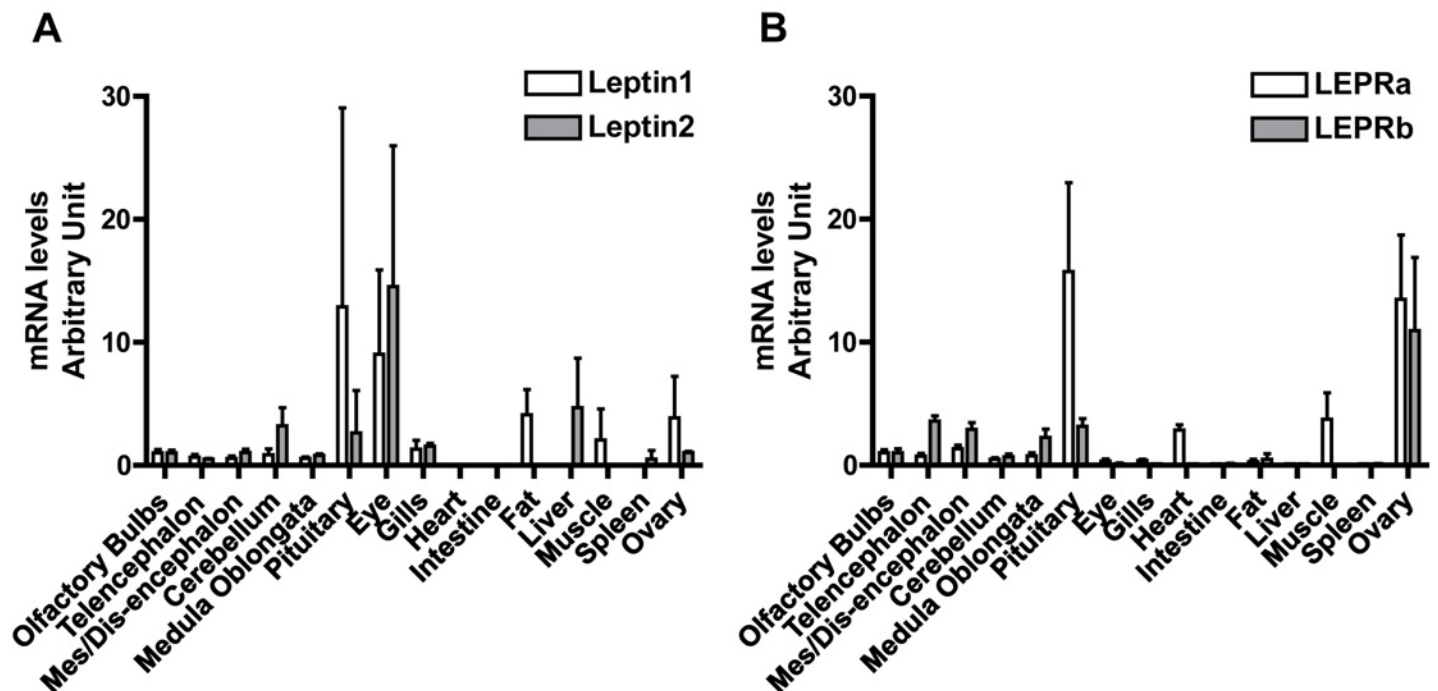 A
Leptin1
Leptin2
30
20
10
0
mRNA levels
Arbitrary Unit
Olfactory Bulbs
Telencephalon
Mes/Dis-encephalon
Cerebellum
Medula Oblongata
Pituitary
Eye
Gills
Heart
Intestine
Fat
Liver
Muscle
Spleen
Ovary
B
LEPRa
LEPRb
30
20
10
0
mRNA levels
Arbitrary Unit
Olfactory Bulbs
Telencephalon
Mes/Dis-encephalon
Cerebellum
Medula Oblongata
Pituitary
Eye
Gills
Heart
Intestine
Fat
Liver
Muscle
Spleen
Ovary